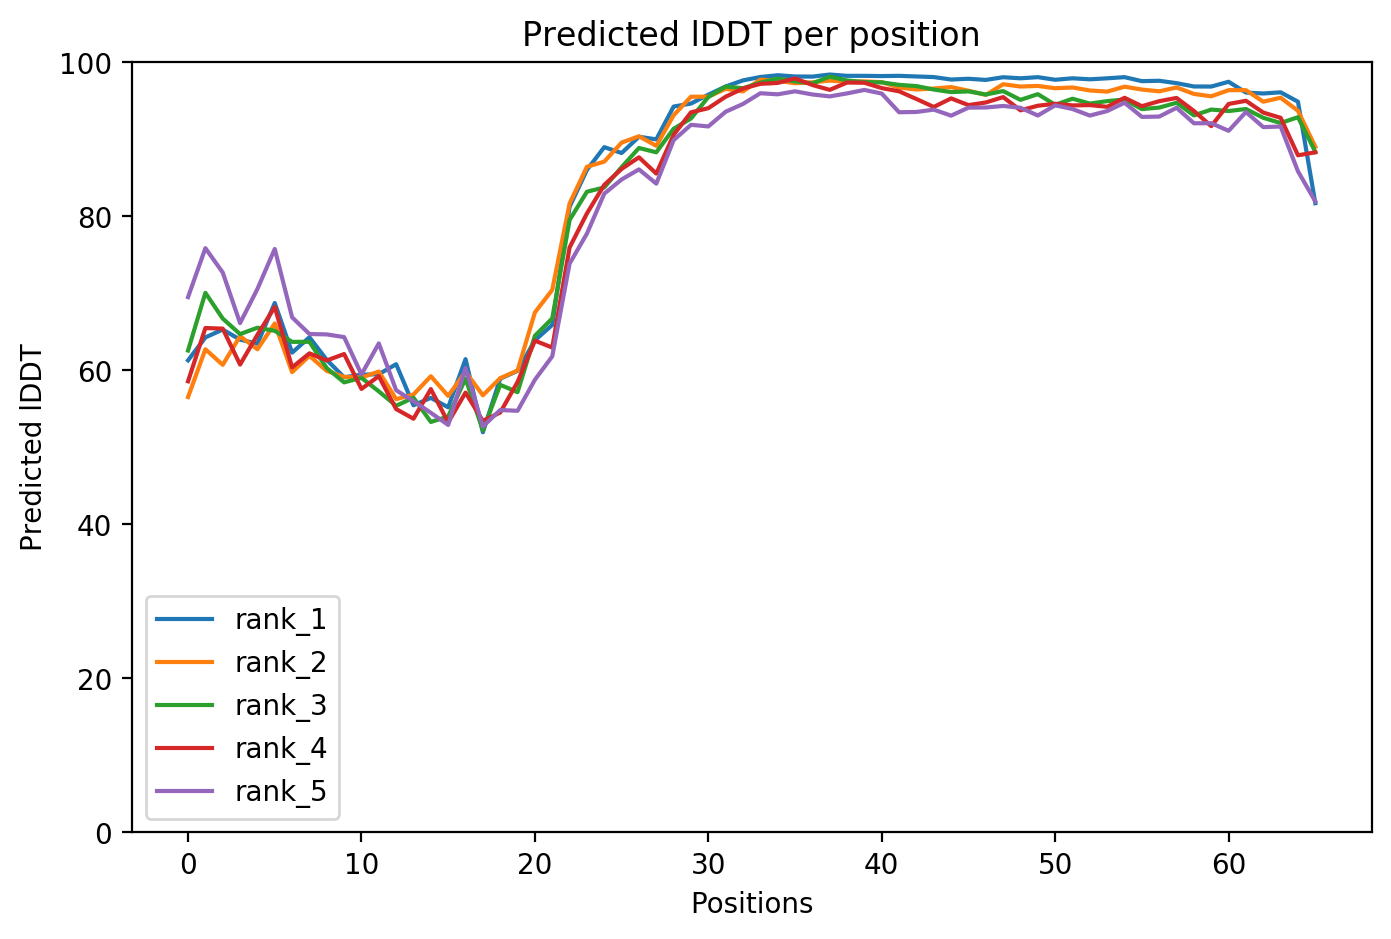 Predicted lDDT per position
100
80
60
40
20
0
Predicted lDDT
rank_1
rank_2
rank_3
rank_4
rank_5
0 10 20 30 40 50 60
Positions